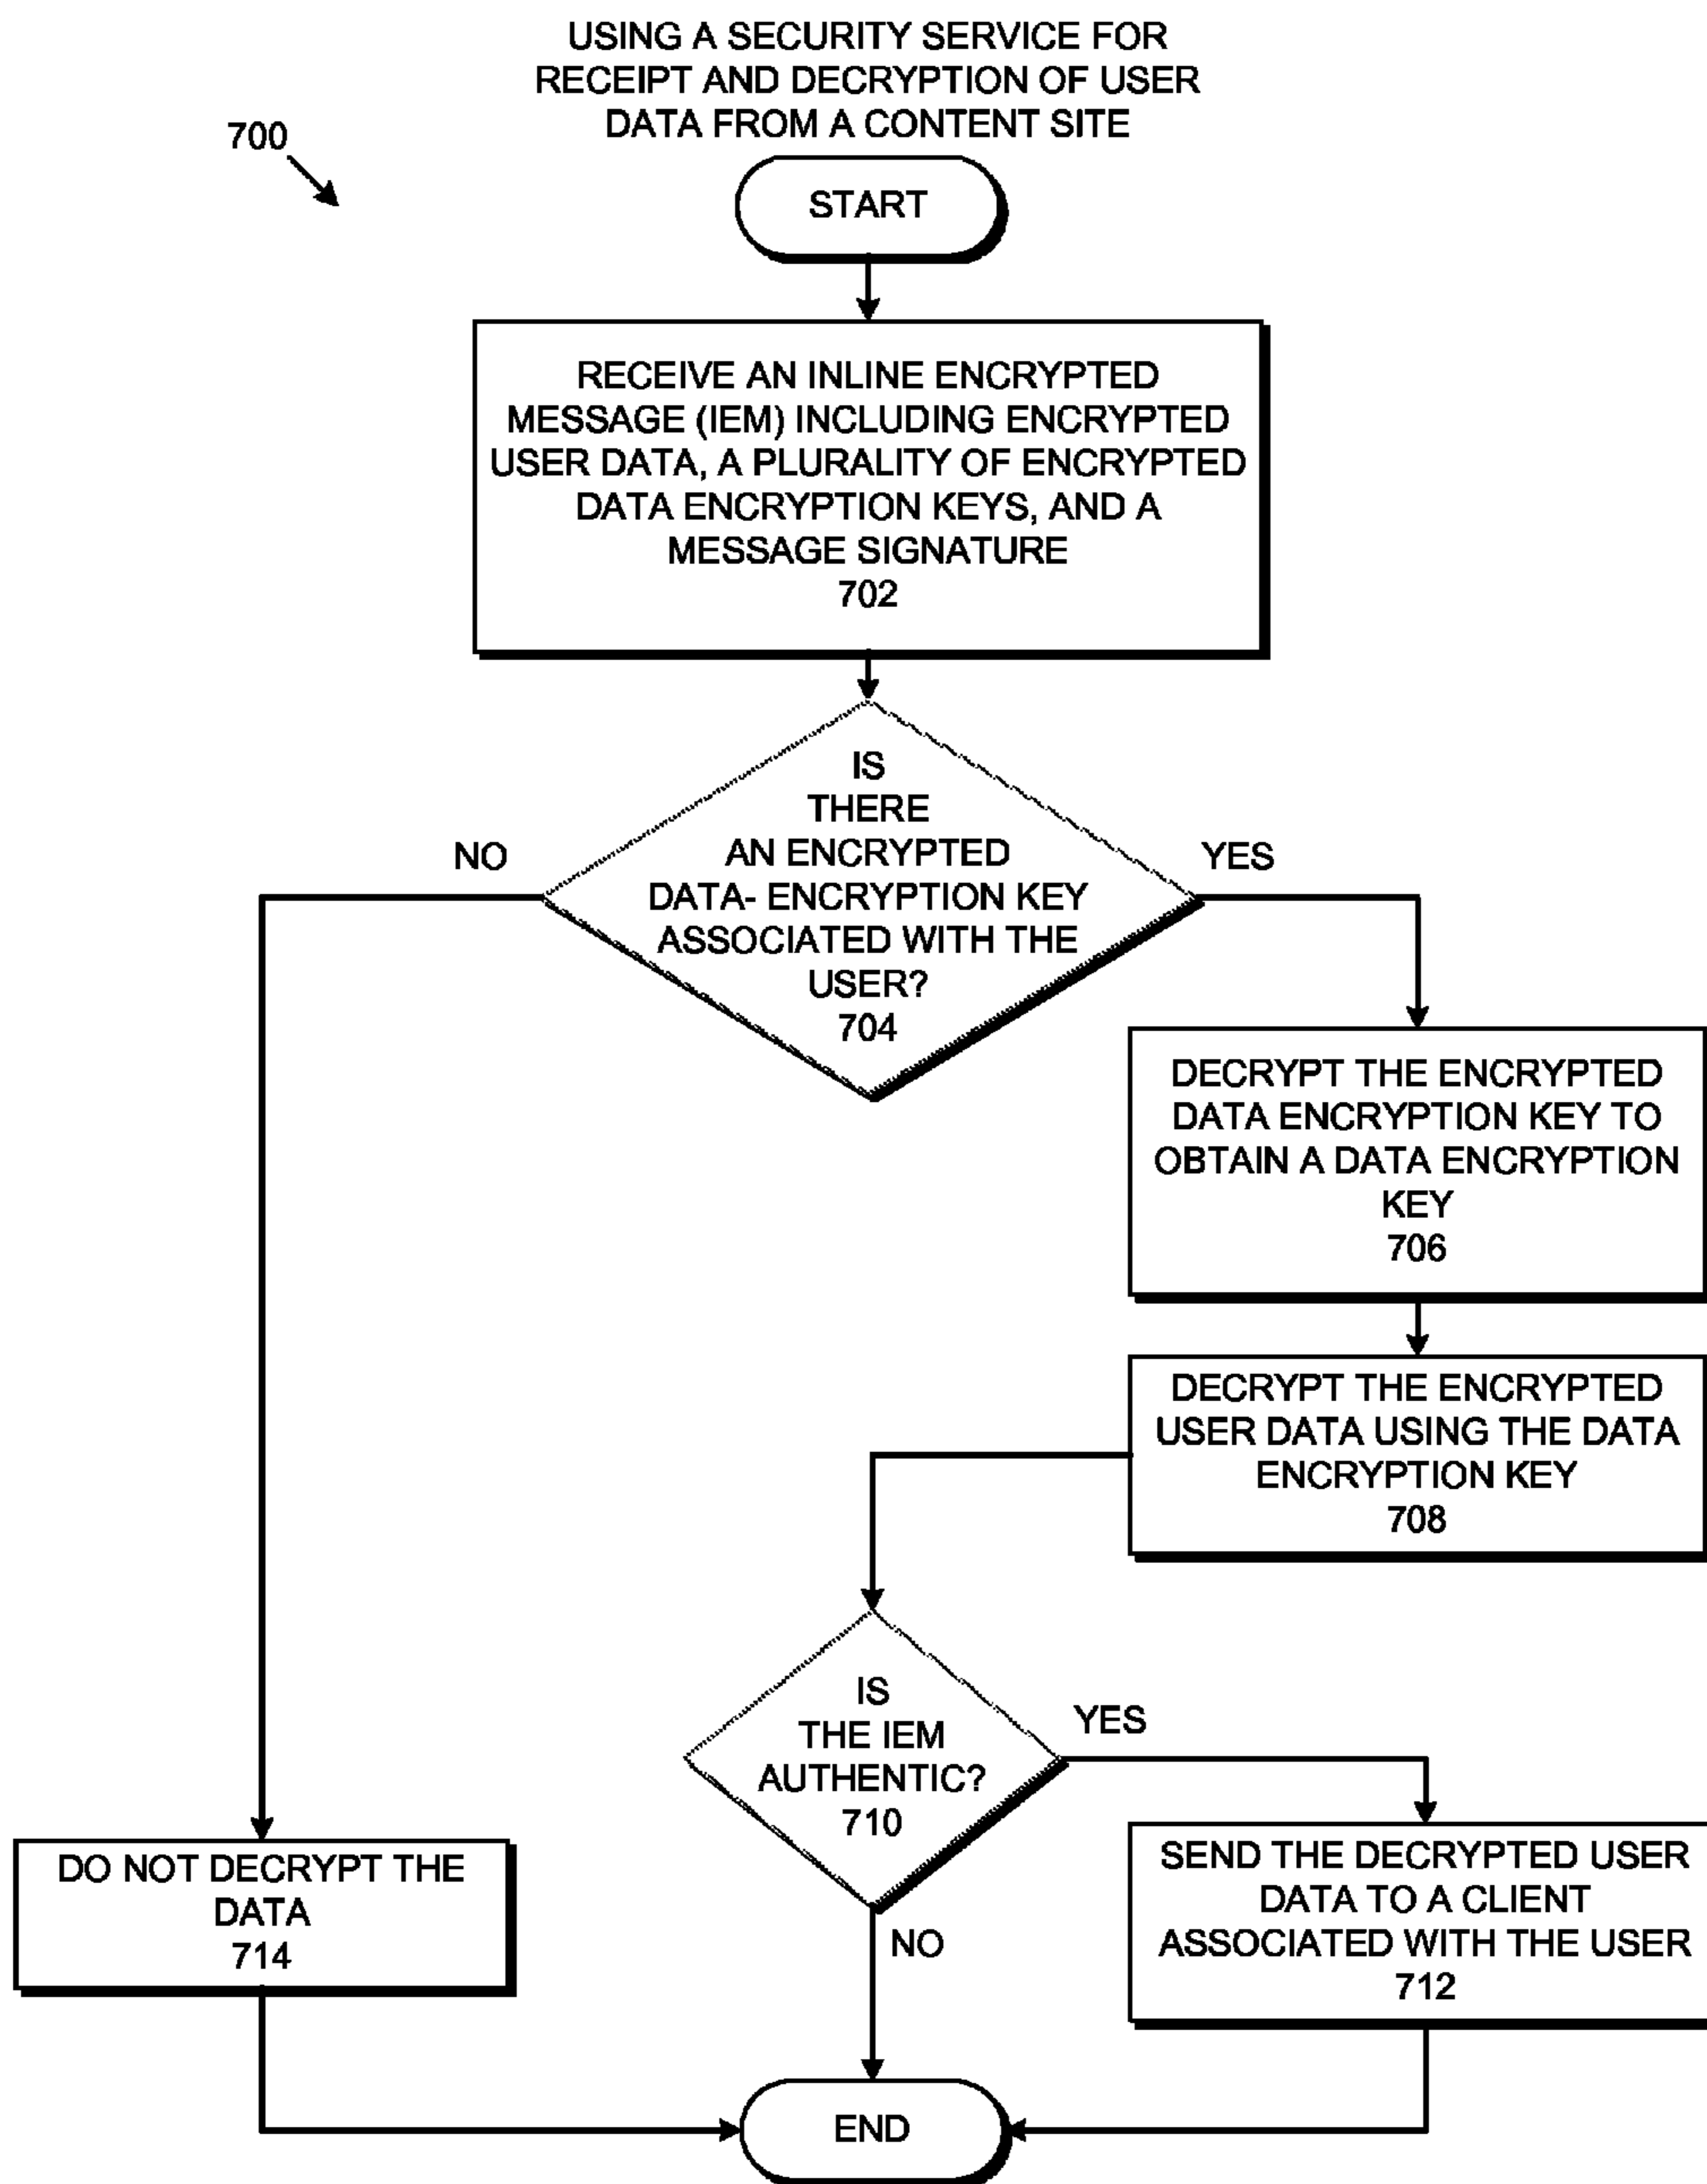 USING A SECURITY SERVICE FOR
RECEIPT AND DECRYPTION OF USER
DATA FROM A CONTENT SITE
700
START
RECEIVE AN INLINE ENCRYPTED
MESSAGE (IEM) INCLUDING ENCRYPTED
USER DATA, A PLURALITY OF ENCRYPTED
DATA ENCRYPTION KEYS, AND A
MESSAGE SIGNATURE
702
IS
THERE
AN ENCRYPTED
DATA- ENCRYPTION KEY
ASSOCIATED WITH THE
USER?
704
NO
YES
DECRYPT THE ENCRYPTED
DATA ENCRYPTION KEY TO
OBTAIN A DATA ENCRYPTION
KEY
706
DECRYPT THE ENCRYPTED
USER DATA USING THE DATA
ENCRYPTION KEY
708
IS
THE IEM
AUTHENTIC?
710
YES
NO
SEND THE DECRYPTED USER
DATA TO A CLIENT
ASSOCIATED WITH THE USER
712
DO NOT DECRYPT THE
DATA
714
END